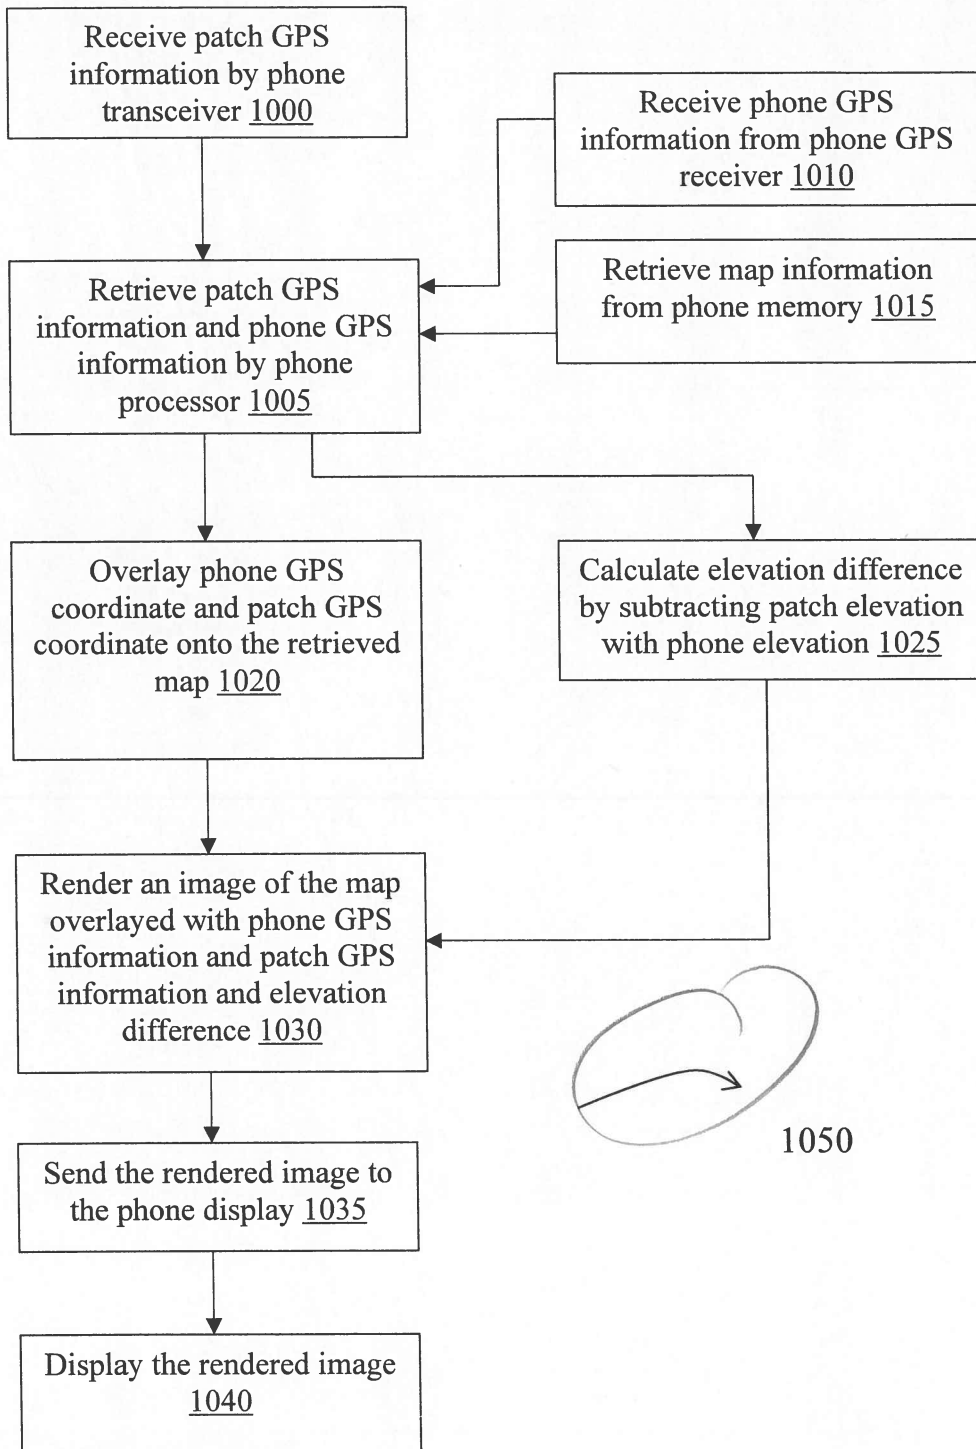 Receive patch GPS
information by phone
transceiver 1000
Receive phone GPS
information from phone GPS
receiver 1010
Retrieve map information
from phone memory 1015
Retrieve patch GPS
information and phone GPS
information by phone
processor 1005
Overlay phone GPS
coordinate and patch GPS
coordinate onto the retrieved
map 1020
Calculate elevation difference
by subtracting patch elevation
with phone elevation 1025
Render an image of the map
overlayed with phone GPS
information and patch GPS
information and elevation
difference 1030
1050
Send the rendered image to
the phone display 1035
Display the rendered image
1040